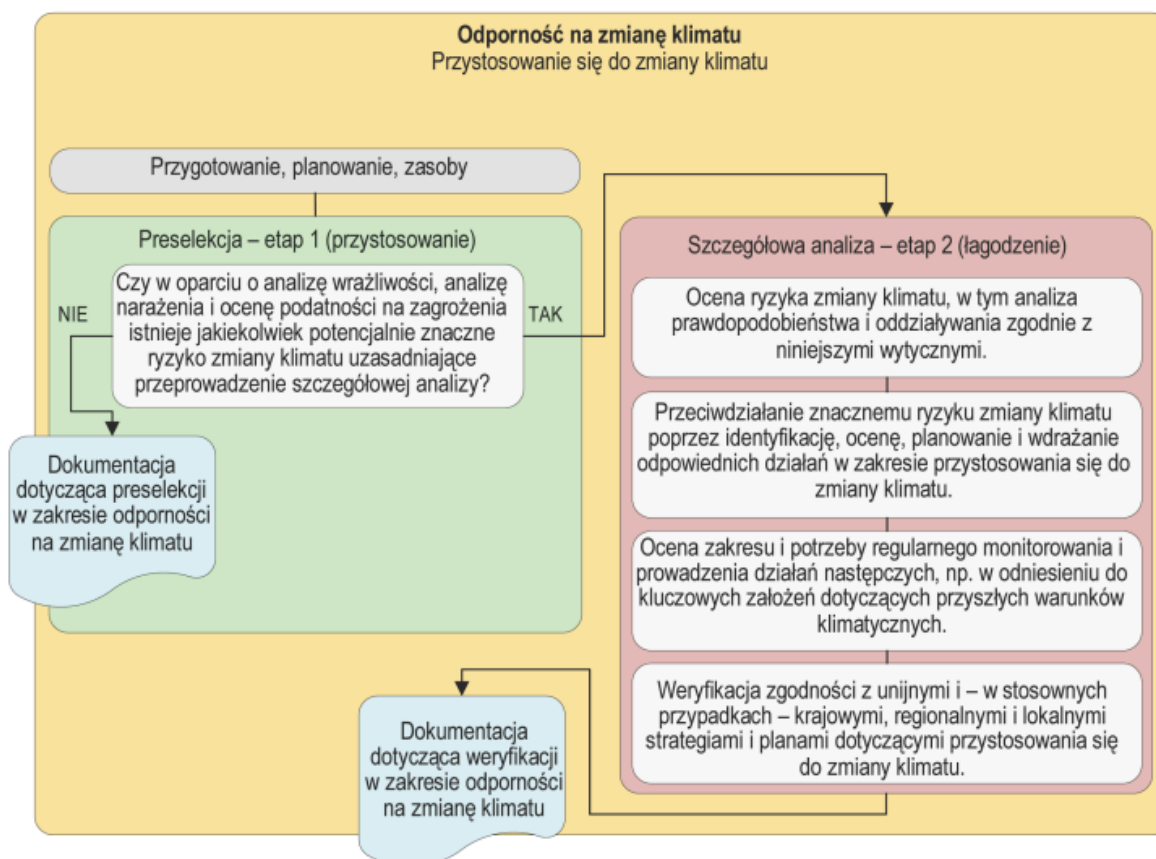 Odporność na zmianę klimatu
Przystosowanie się do zmiany klimatu
Przygotowanie, planowanie, zasoby
Preselekcja – etap 1 (przystosowanie)
Czy w oparciu o analizę wrażliwości, analizę
narażenia i ocenę podatności na zagrożenia
istnieje jakiekolwiek potencjalnie znaczne
ryzyko zmiany klimatu uzasadniające
przeprowadzenie szczegółowej analizy?
NIE
TAK
Dokumentacja
dotycząca preselekcji
w zakresie odporności
na zmianę klimatu
Szczegółowa analiza – etap 2 (łagodzenie)
Ocena ryzyka zmiany klimatu, w tym analiza
prawdopodobieństwa i oddziaływania zgodnie z
niniejszymi wytycznymi.
Przeciwdziałanie znacznemu ryzyku zmiany klimatu
poprzez identyfikację, ocenę, planowanie i wdrażanie
odpowiednich działań w zakresie przystosowania się do
zmiany klimatu.
Ocena zakresu i potrzeby regularnego monitorowania i
prowadzenia działań następczych, np. w odniesieniu do
kluczowych założeń dotyczących przyszłych warunków
klimatycznych.
Weryfikacja zgodności z unijnymi i – w stosownych
przypadkach – krajowymi, regionalnymi i lokalnymi
strategiami i planami dotyczącymi przystosowania się
do zmiany klimatu.
Dokumentacja
dotycząca weryfikacji
w zakresie odporności
na zmianę klimatu